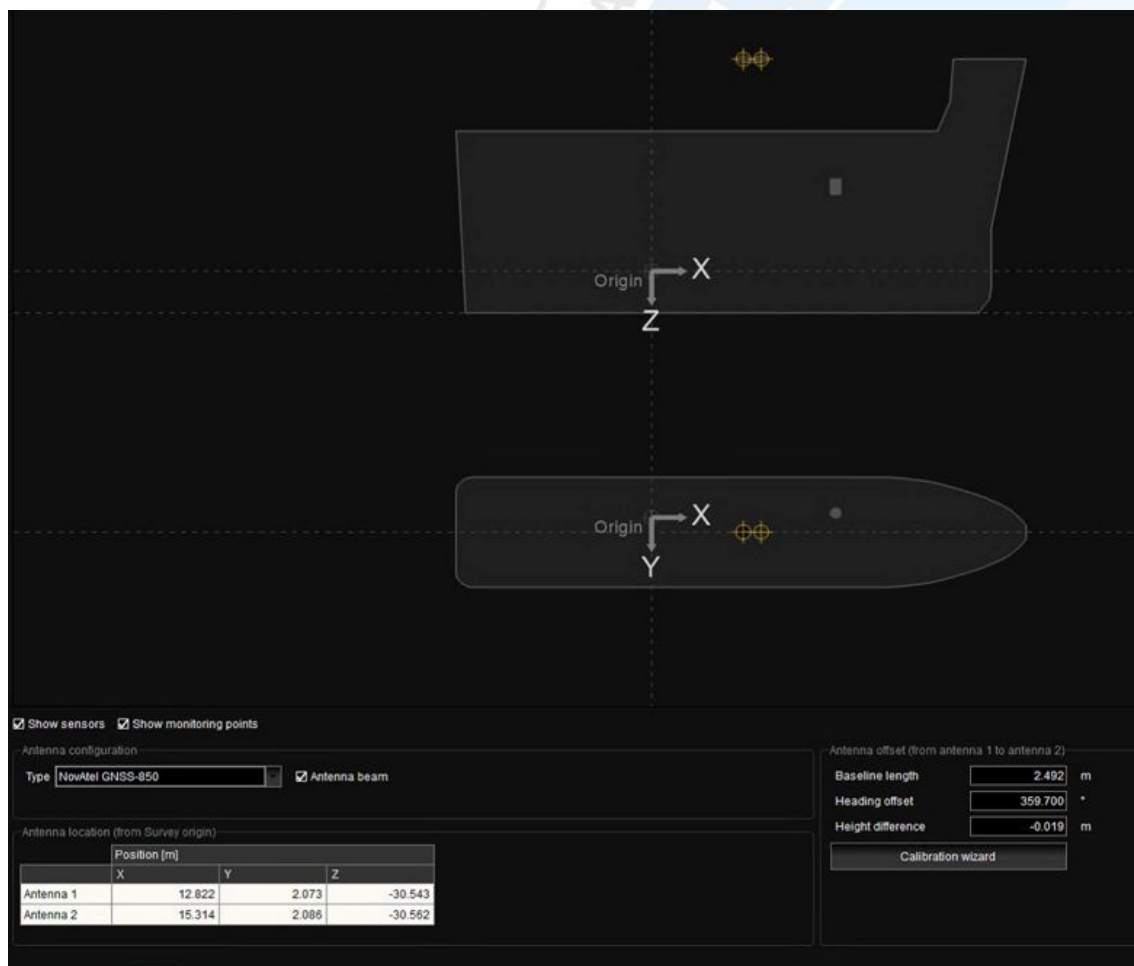 Origin X
Z
Origin X
Y
Show sensors Show monitoring points
Antenna configuration
Type NovAtel GNSS-850 Antenna beam
Antenna location (from Survey origin)
Position [m]
X Y Z
Antenna 1 12.822 2.073 -30.543
Antenna 2 15.314 2.086 -30.562
Antenna offset (from antenna 1 to antenna 2)
Baseline length 2.492 m
Heading offset 359.700 °
Height difference -0.019 m
Calibration wizard